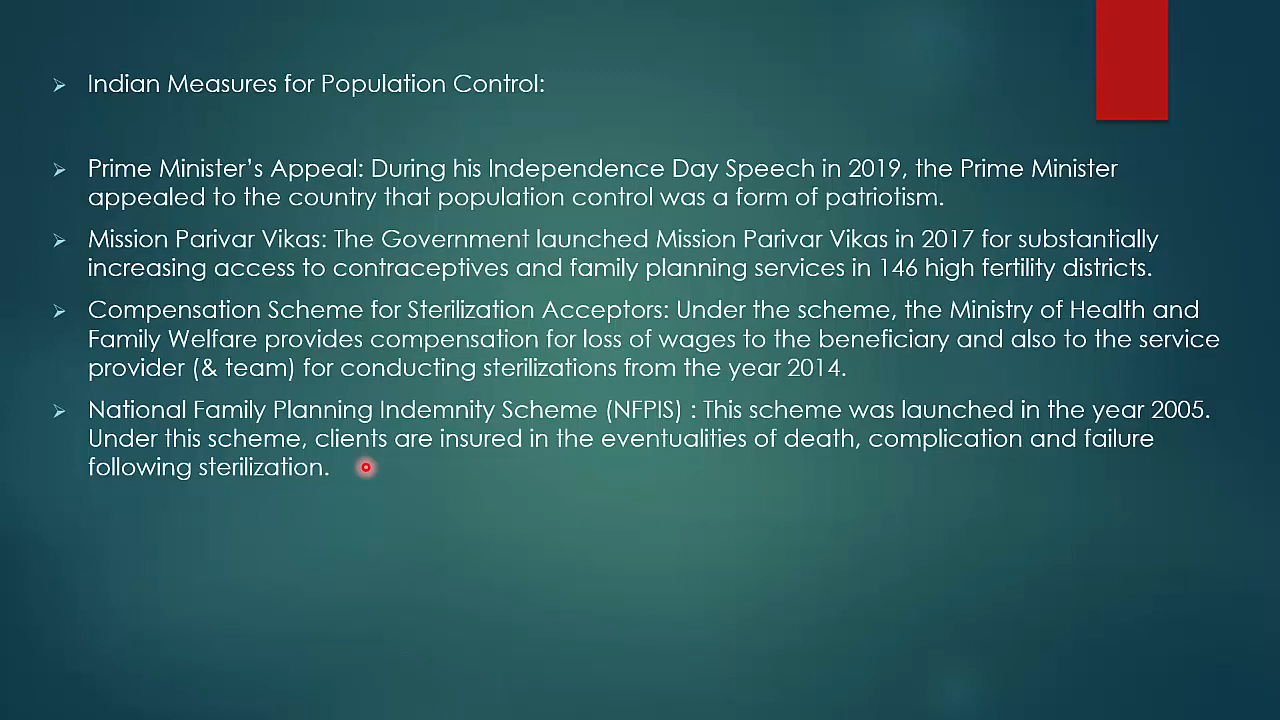 Indian Measures for Population Control:
Prime Minister’s Appeal: During his Independence Day Speech in 2019, the Prime Minister
appealed to the country that population control was a form of patriotism.
Mission Parivar Vikas: The Government launched Mission Parivar Vikas in 2017 for substantially
increasing access to contraceptives and family planning services in 146 high fertility districts.
Compensation Scheme for Sterilization Acceptors: Under the scheme, the Ministry of Health and
Family Welfare provides compensation for loss of wages to the beneficiary and also to the service
provider (& team) for conducting sterilizations from the year 2014.
National Family Planning Indemnity Scheme (NFPIS) : This scheme was launched in the year 2005.
Under this scheme, clients are insured in the eventualities of death, complication and failure
following sterilization.